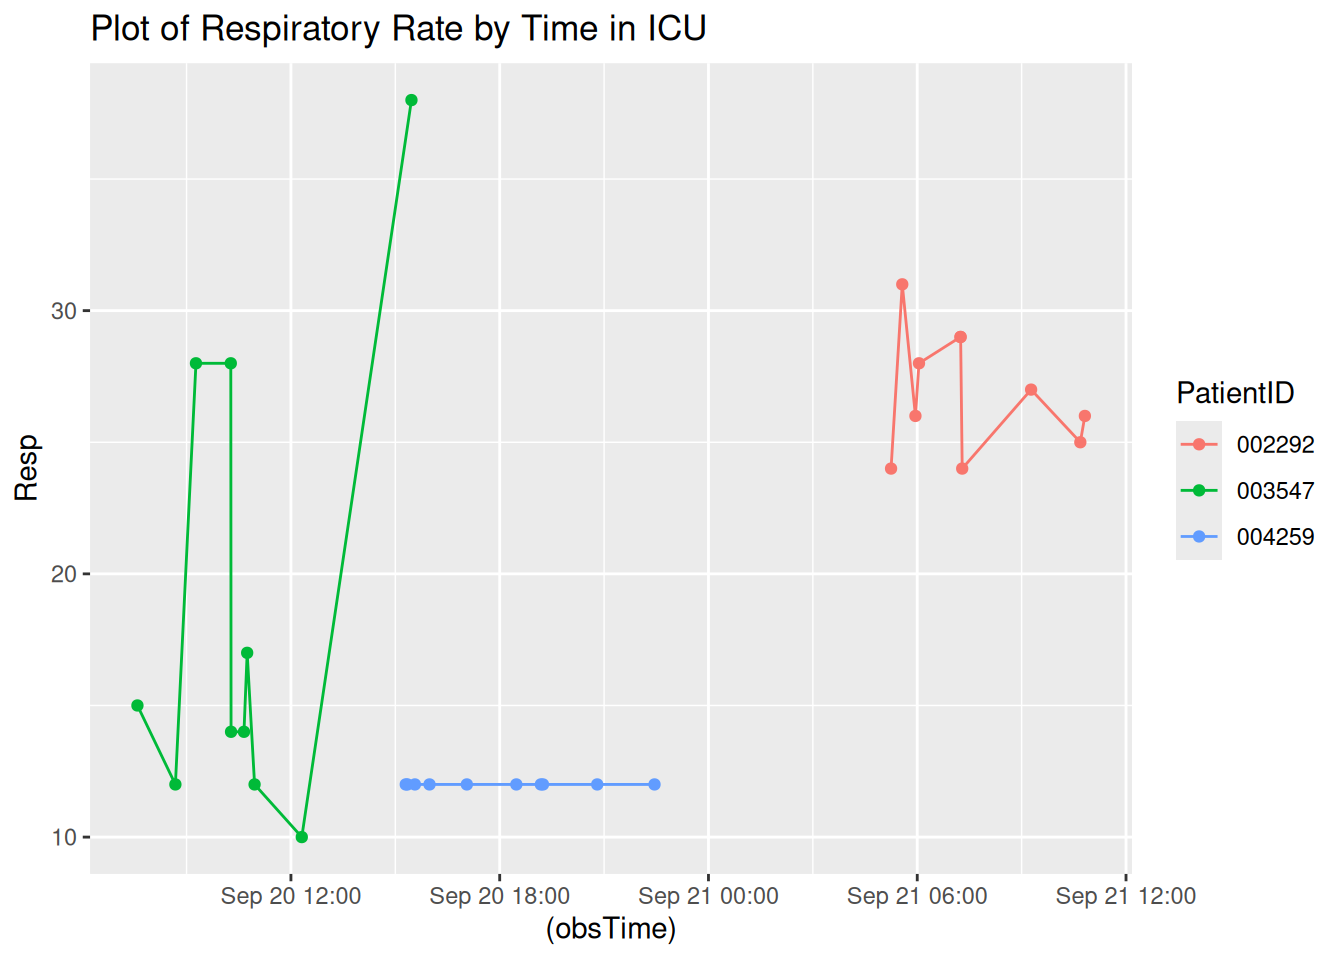 Plot of Respiratory Rate by Time in ICU
Resp
30
20
10
Sep 20 12:00 Sep 20 18:00 Sep 21 00:00 Sep 21 06:00 Sep 21 12:00
(obsTime)
PatientID
002292
003547
004259